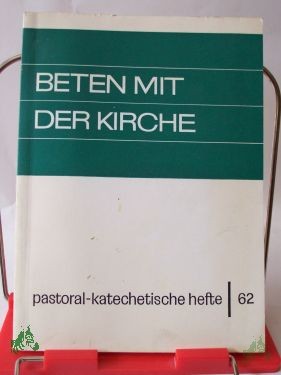 BETEN MIT
DER KIRCHE
pastoral-katechetische hefte | 62